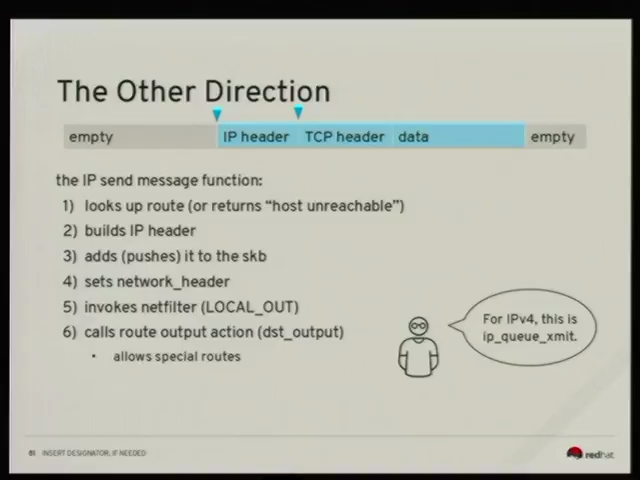 The Other Direction
empty IP header TCP header data empty
the IP send message function:
1) looks up route (or returns “host unreachable”)
2) builds IP header
3) adds (pushes) it to the skb
4) sets network_header
5) invokes netfilter (LOCAL_OUT)
6) calls route output action (dst_output)
• allows special routes
For IPv4, this is
ip_queue_xmit.
81 INSERT DESIGNATOR, IF NEEDED
redhat